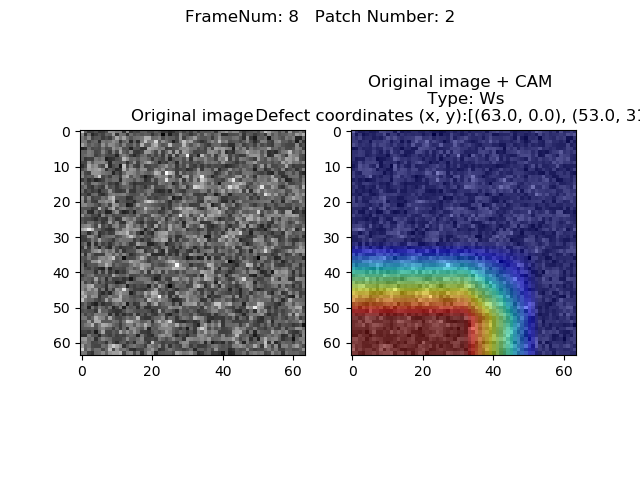 FrameNum: 8   Patch Number: 2
Original image + CAM
Type: Ws
Original image
Defect coordinates (x, y):[(63.0, 0.0), (53.0, 31
0
10
20
30
40
50
60
0 20 40 60
0
10
20
30
40
50
60
0 20 40 60